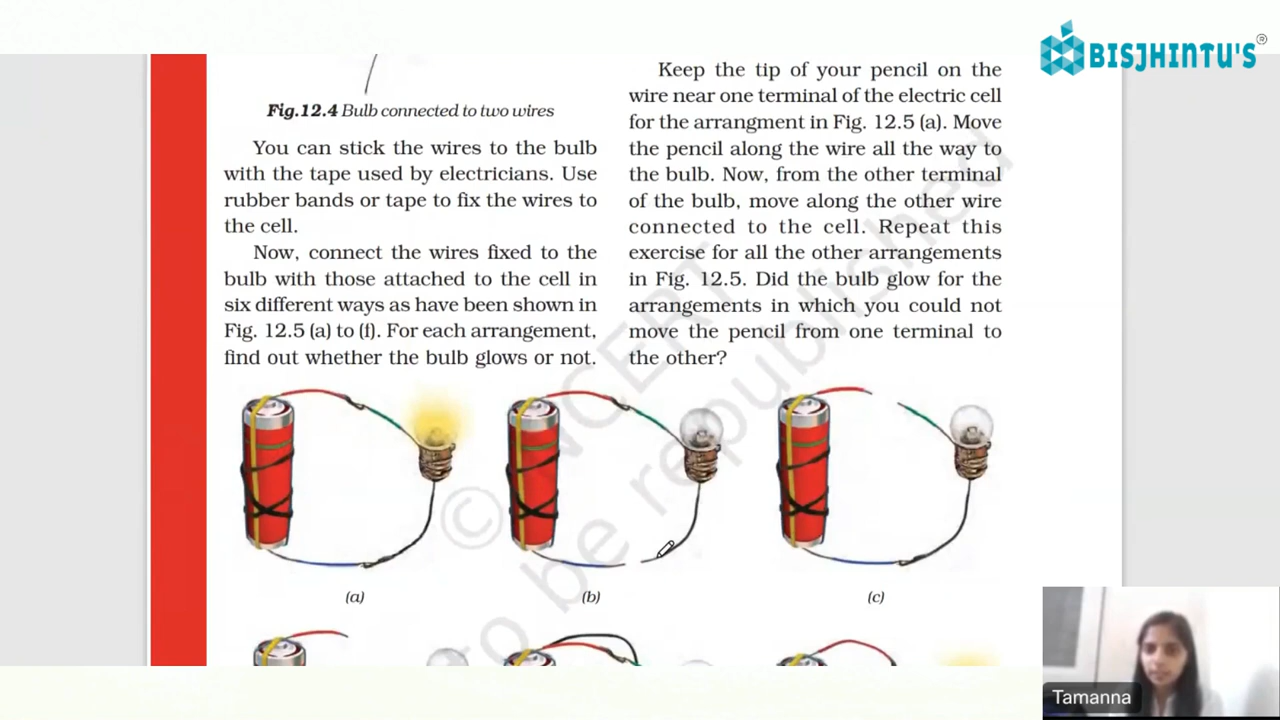 BISJHINTU'S®
Fig.12.4 Bulb connected to two wires
You can stick the wires to the bulb
with the tape used by electricians. Use
rubber bands or tape to fix the wires to
the cell.
Now, connect the wires fixed to the
bulb with those attached to the cell in
six different ways as have been shown in
Fig. 12.5 (a) to (f). For each arrangement,
find out whether the bulb glows or not.
Keep the tip of your pencil on the
wire near one terminal of the electric cell
for the arrangment in Fig. 12.5 (a). Move
the pencil along the wire all the way to
the bulb. Now, from the other terminal
of the bulb, move along the other wire
connected to the cell. Repeat this
exercise for all the other arrangements
in Fig. 12.5. Did the bulb glow for the
arrangements in which you could not
move the pencil from one terminal to
the other?
© NCERT
to be republished
(a)
(b)
(c)
Tamanna